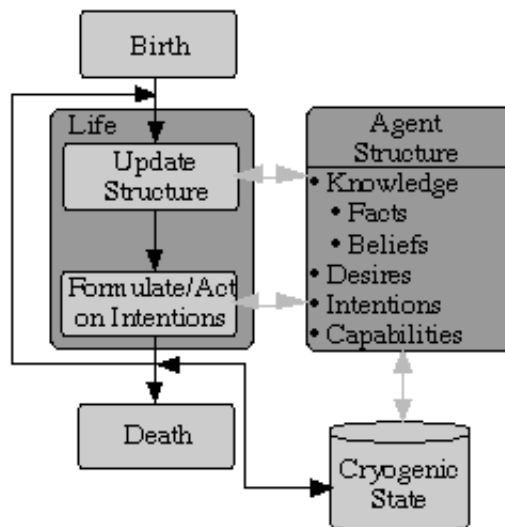 Birth
Life
Update
Structure
Formulate/Act
on Intentions
Death
Agent
Structure
• Knowledge
• Facts
• Beliefs
• Desires
• Intentions
• Capabilities
Cryogenic
State